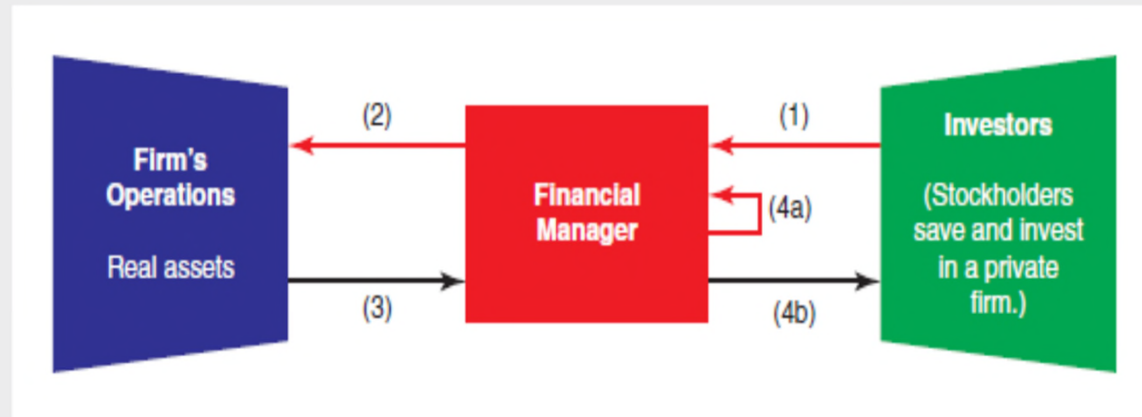 Firm's
Operations
Real assets
(2)
(3)
Financial
Manager
(1)
(4a)
(4b)
Investors
(Stockholders
save and invest
in a private
firm.)